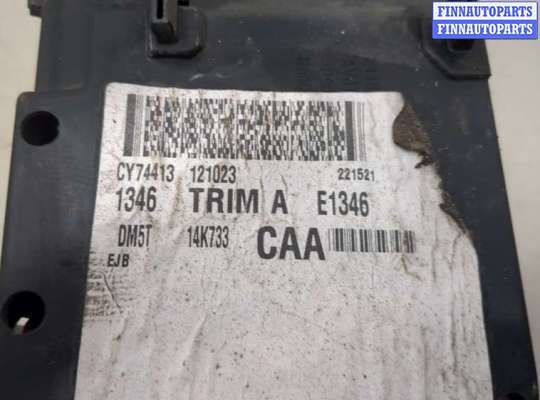 FINNAUTOPARTS
FINNAUTOPARTS
CY74413 121023 221521
1346 TRIM A E1346
DM5T 14K733 CAA
EJB